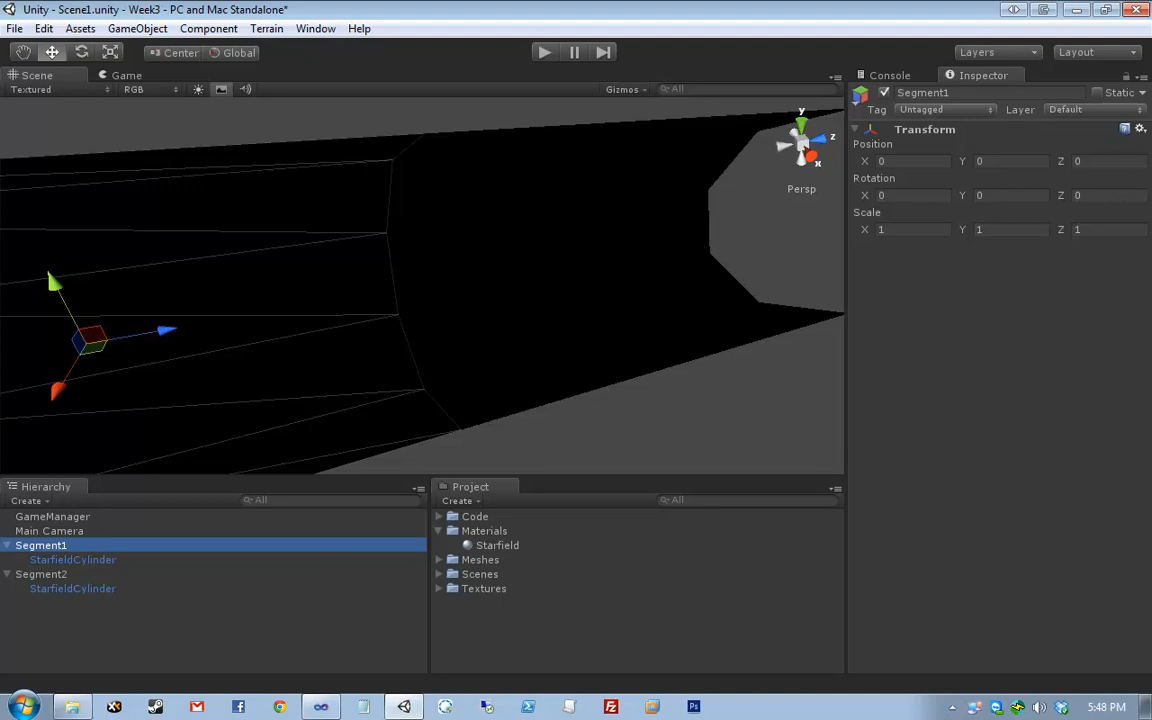 Unity - Scene1.unity - Week3 - PC and Mac Standalone*
File Edit Assets GameObject Component Terrain Window Help
Center Global Layers Layout
Scene Game Console Inspector
Textured RGB Gizmos All
Segment1 Static
Tag Untagged Layer Default
Transform
Position
X 0 Y 0 Z 0
Rotation
X 0 Y 0 Z 0
Scale
X 1 Y 1 Z 1
y
z
x
Persp
Hierarchy
Create All
GameManager
Main Camera
Segment1
StarfieldCylinder
Segment2
StarfieldCylinder
Project
Create All
Code
Materials
Starfield
Meshes
Scenes
Textures
f Fz Ps
5:48 PM